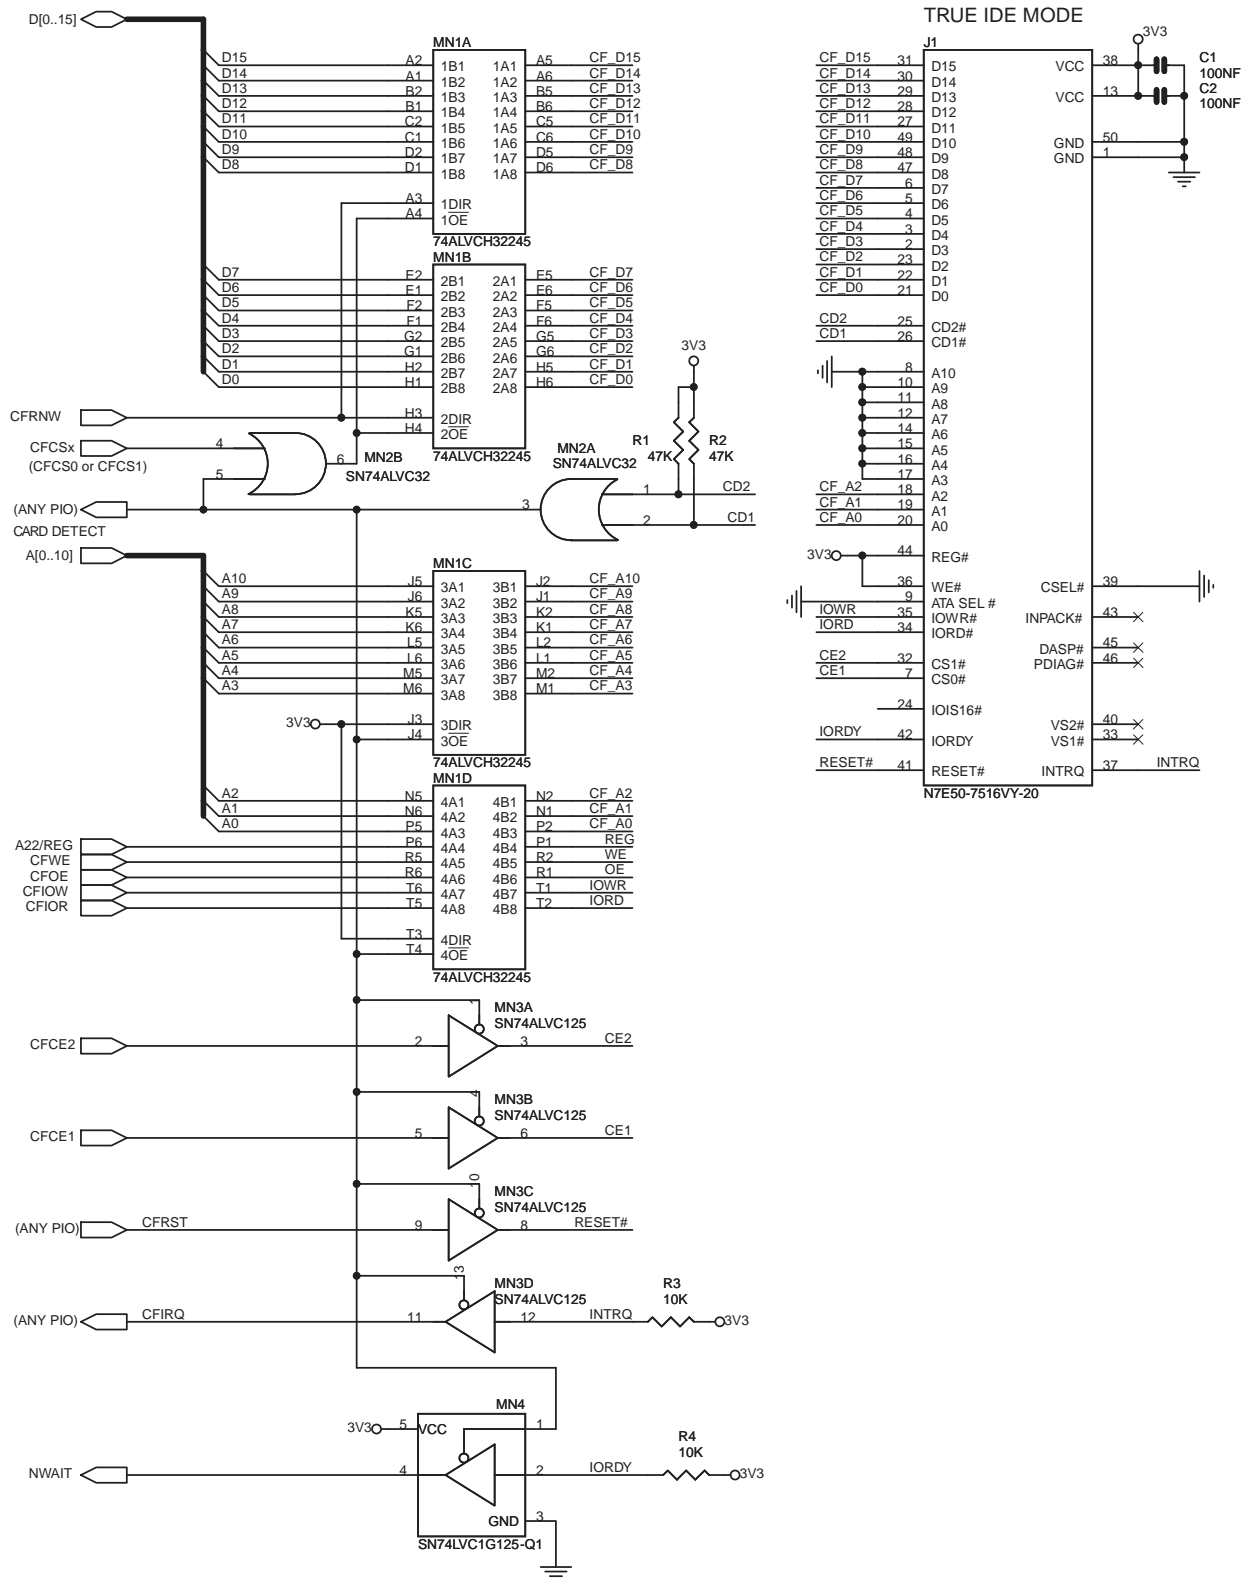 TRUE IDE MODE
D[0..15]
MN1A
D15 A2 1B1 1A1 A5 CF_D15
D14 A1 1B2 1A2 A6 CF_D14
D13 B2 1B3 1A3 B5 CF_D13
D12 B1 1B4 1A4 B6 CF_D12
D11 C2 1B5 1A5 C5 CF_D11
D10 C1 1B6 1A6 C6 CF_D10
D9 D2 1B7 1A7 D5 CF_D9
D8 D1 1B8 1A8 D6 CF_D8
A3 1DIR
A4 1OE
74ALVCH32245
MN1B
D7 E2 2B1 2A1 E5 CF_D7
D6 E1 2B2 2A2 E6 CF_D6
D5 F2 2B3 2A3 F5 CF_D5
D4 F1 2B4 2A4 F6 CF_D4
D3 G2 2B5 2A5 G5 CF_D3
D2 G1 2B6 2A6 G6 CF_D2
D1 H2 2B7 2A7 H5 CF_D1
D0 H1 2B8 2A8 H6 CF_D0
CFRNW H3 2DIR
H4 2OE
74ALVCH32245
CFCSx 4
(CFCS0 or CFCS1)
5 6
MN2B
SN74ALVC32
3V3
R1
47K
R2
47K
MN2A
SN74ALVC32
1 CD2
2 CD1
3
(ANY PIO)
CARD DETECT
A[0..10]
MN1C
A10 J5 3A1 3B1 J2 CF_A10
A9 J6 3A2 3B2 J1 CF_A9
A8 K5 3A3 3B3 K2 CF_A8
A7 K6 3A4 3B4 K1 CF_A7
A6 L5 3A5 3B5 L2 CF_A6
A5 L6 3A6 3B6 L1 CF_A5
A4 M5 3A7 3B7 M2 CF_A4
A3 M6 3A8 3B8 M1 CF_A3
3V3 J3 3DIR
J4 3OE
74ALVCH32245
MN1D
A2 N5 4A1 4B1 N2 CF_A2
A1 N6 4A2 4B2 N1 CF_A1
A0 P5 4A3 4B3 P2 CF_A0
A22/REG P6 4A4 4B4 P1 REG
CFWE R5 4A5 4B5 R2 WE
CFOE R6 4A6 4B6 R1 OE
CFIOW T6 4A7 4B7 T1 IOWR
CFIOR T5 4A8 4B8 T2 IORD
T3 4DIR
T4 4OE
74ALVCH32245
1 MN3A
SN74ALVC125
CFCE2 2 3 CE2
4 MN3B
SN74ALVC125
CFCE1 5 6 CE1
10 MN3C
SN74ALVC125
(ANY PIO) CFRST 9 8 RESET#
13 MN3D
SN74ALVC125
R3
10K
(ANY PIO) CFIRQ 11 12 INTRQ 3V3
MN4
3V3 5 VCC 1
R4
10K
NWAIT 4 2 IORDY 3V3
GND 3
SN74LVC1G125-Q1
J1
CF_D15 31 D15
CF_D14 30 D14
CF_D13 29 D13
CF_D12 28 D12
CF_D11 27 D11
CF_D10 49 D10
CF_D9 48 D9
CF_D8 47 D8
CF_D7 6 D7
CF_D6 5 D6
CF_D5 4 D5
CF_D4 3 D4
CF_D3 2 D3
CF_D2 23 D2
CF_D1 22 D1
CF_D0 21 D0
CD2 25 CD2#
CD1 26 CD1#
8 A10
10 A9
11 A8
12 A7
14 A6
15 A5
16 A4
17 A3
CF_A2 18 A2
CF_A1 19 A1
CF_A0 20 A0
3V3 44 REG#
36 WE#
9 ATA SEL #
IOWR 35 IOWR#
IORD 34 IORD#
CE2 32 CS1#
CE1 7 CS0#
24 IOIS16#
IORDY 42 IORDY
RESET# 41 RESET#
3V3
VCC 38
C1
100NF
VCC 13
C2
100NF
GND 50
GND 1
CSEL# 39
INPACK# 43
DASP# 45
PDIAG# 46
VS2# 40
VS1# 33
INTRQ 37 INTRQ
N7E50-7516VY-20